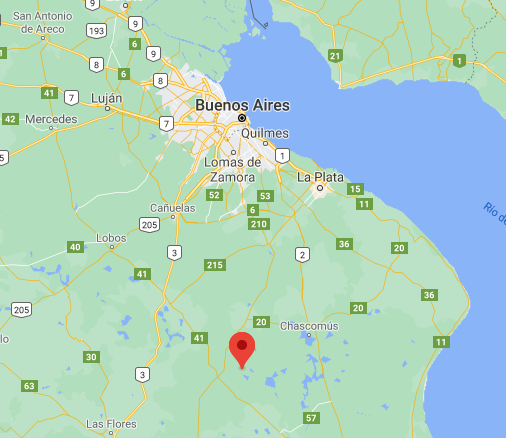 9
9
San Antonio
de Areco
193
9
6
9
21
8
8
6
1
41
Luján
7
Buenos Aires
42
Mercedes
7
Quilmes
5
Lomas de
Zamora
1
La Plata
15
52
53
11
Cañuelas
6
205
210
Río de
40
Lobos
3
2
36
20
41
215
36
205
20
20
Chascomús
lo
41
11
30
3
63
Las Flores
57